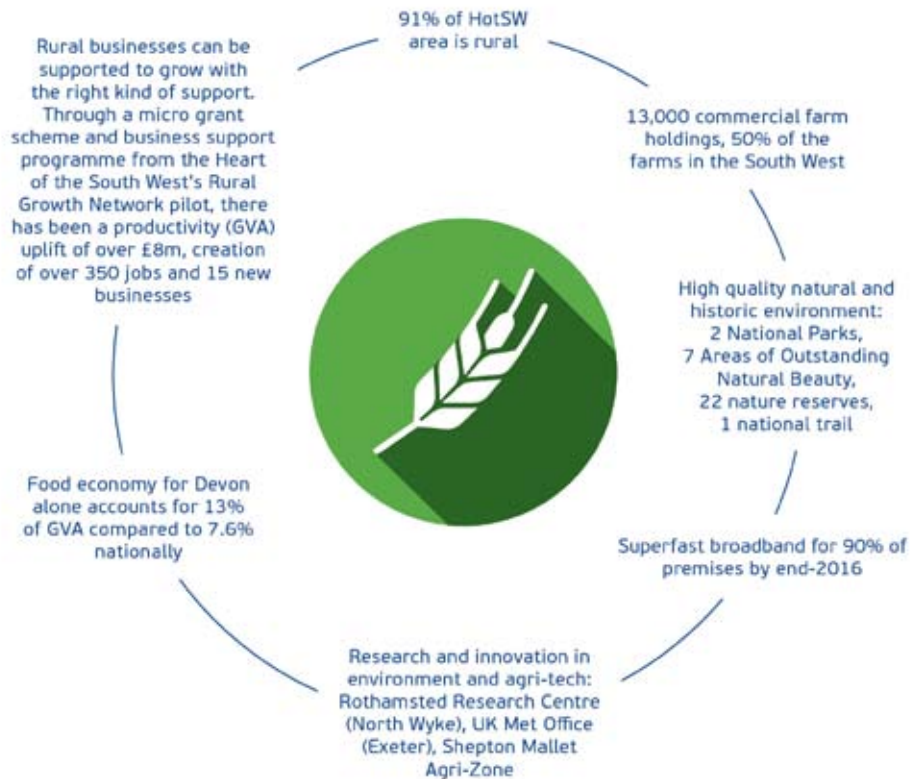 91% of HotSW
area is rural
13,000 commercial farm
holdings, 50% of the
farms in the South West
High quality natural and
historic environment:
2 National Parks,
7 Areas of Outstanding
Natural Beauty,
22 nature reserves,
1 national trail
Superfast broadband for 90% of
premises by end-2016
Research and innovation in
environment and agri-tech:
Rothamsted Research Centre
(North Wyke), UK Met Office
(Exeter), Shepton Mallet
Agri-Zone
Food economy for Devon
alone accounts for 13%
of GVA compared to 7.6%
nationally
Rural businesses can be
supported to grow with
the right kind of support.
Through a micro grant
scheme and business support
programme from the Heart
of the South West's Rural
Growth Network pilot, there
has been a productivity (GVA)
uplift of over £8m, creation
of over 350 jobs and 15 new
businesses